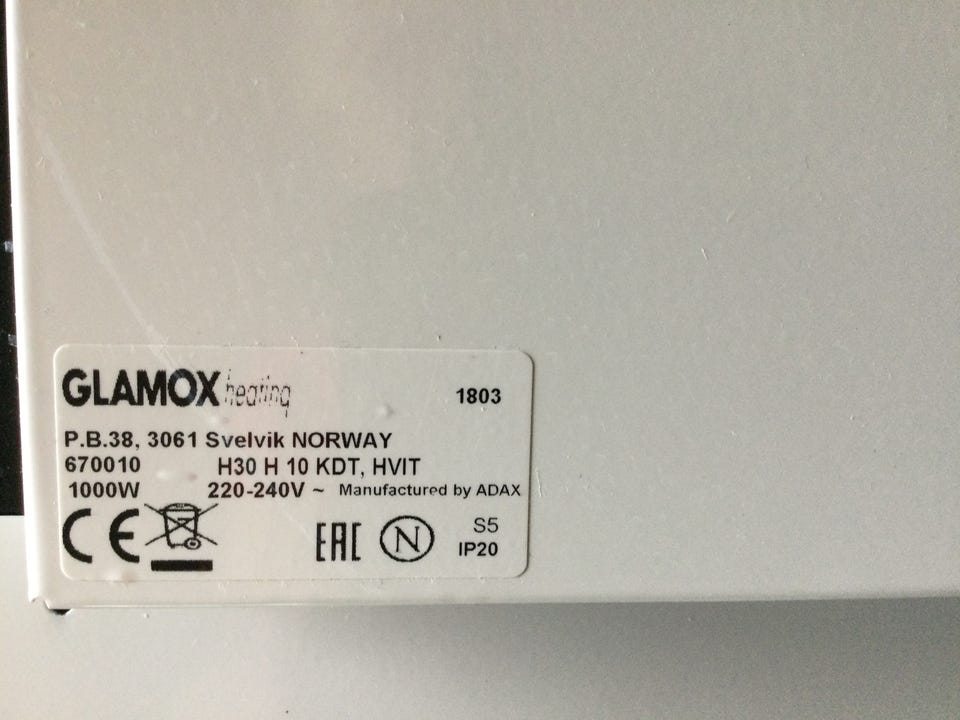 GLAMOX heating 1803
P.B.38, 3061 Svelvik NORWAY
670010 H30 H 10 KDT, HVIT
1000W 220-240V ~ Manufactured by ADAX
CE EAC N S5
IP20